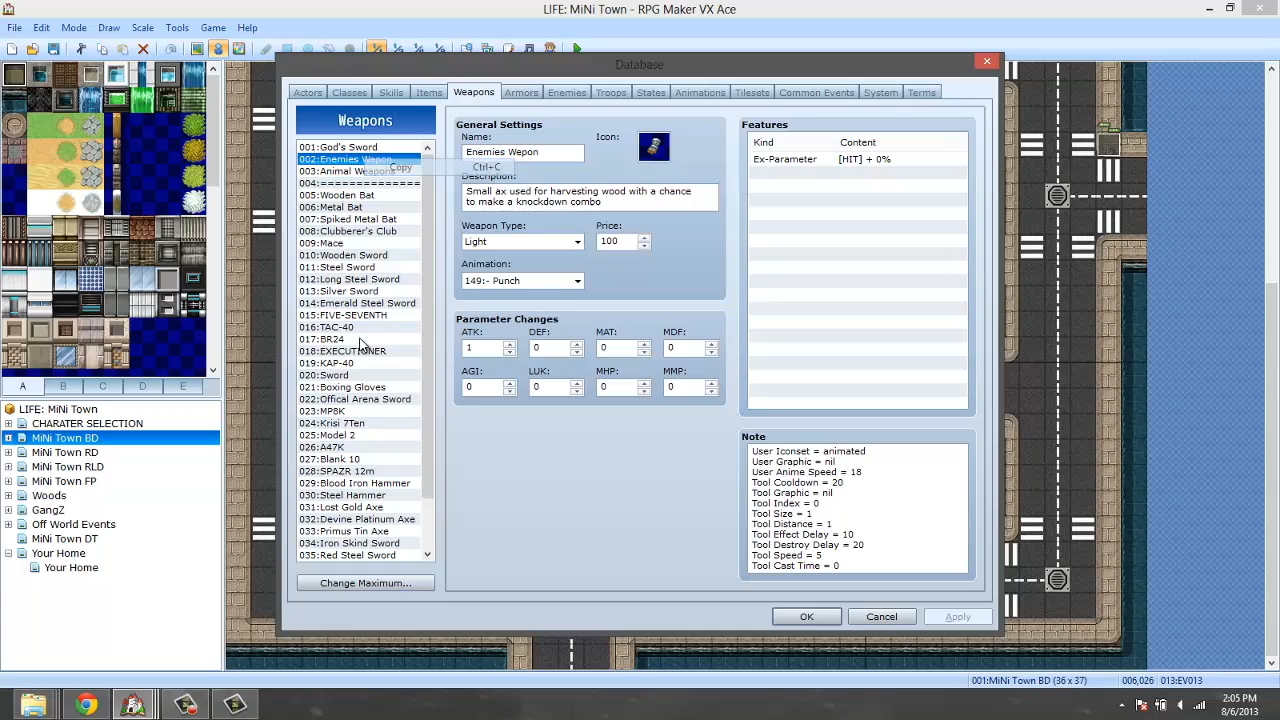 LIFE: MiNi Town - RPG Maker VX Ace
File Edit Mode Draw Scale Tools Game Help
Database
Actors Classes Skills Items Weapons Armors Enemies Troops States Animations Tilesets Common Events System Terms
Weapons
001:God's Sword
002:Enemies Wepon
Copy Ctrl+C
003:Animal Weapons
004:================
005:Wooden Bat
006:Metal Bat
007:Spiked Metal Bat
008:Clubberer's Club
009:Mace
010:Wooden Sword
011:Steel Sword
012:Long Steel Sword
013:Silver Sword
014:Emerald Steel Sword
015:FIVE-SEVENTH
016:TAC-40
017:BR24
018:EXECUTIONER
019:KAP-40
020:Sword
021:Boxing Gloves
022:Offical Arena Sword
023:MP8K
024:Krisi 7Ten
025:Model 2
026:A47K
027:Blank 10
028:SPAZR 12m
029:Blood Iron Hammer
030:Steel Hammer
031:Lost Gold Axe
032:Devine Platinum Axe
033:Primus Tin Axe
034:Iron Skind Sword
035:Red Steel Sword
Change Maximum...
General Settings
Name: Icon:
Enemies Wepon
Description:
Small ax used for harvesting wood with a chance
to make a knockdown combo
Weapon Type: Price:
Light 100
Animation:
149:- Punch
Parameter Changes
ATK: DEF: MAT: MDF:
1 0 0 0
AGI: LUK: MHP: MMP:
0 0 0 0
Features
Kind Content
Ex-Parameter [HIT] + 0%
Note
User Iconset = animated
User Graphic = nil
User Anime Speed = 18
Tool Cooldown = 20
Tool Graphic = nil
Tool Index = 0
Tool Size = 1
Tool Distance = 1
Tool Effect Delay = 10
Tool Destroy Delay = 20
Tool Speed = 5
Tool Cast Time = 0
OK Cancel Apply
A B C D E
LIFE: MiNi Town
CHARATER SELECTION
MiNi Town BD
MiNi Town RD
MiNi Town RLD
MiNi Town FP
Woods
GangZ
Off World Events
MiNi Town DT
Your Home
Your Home
001:MiNi Town BD (36 x 37) 006,026 013:EV013
2:05 PM
8/6/2013